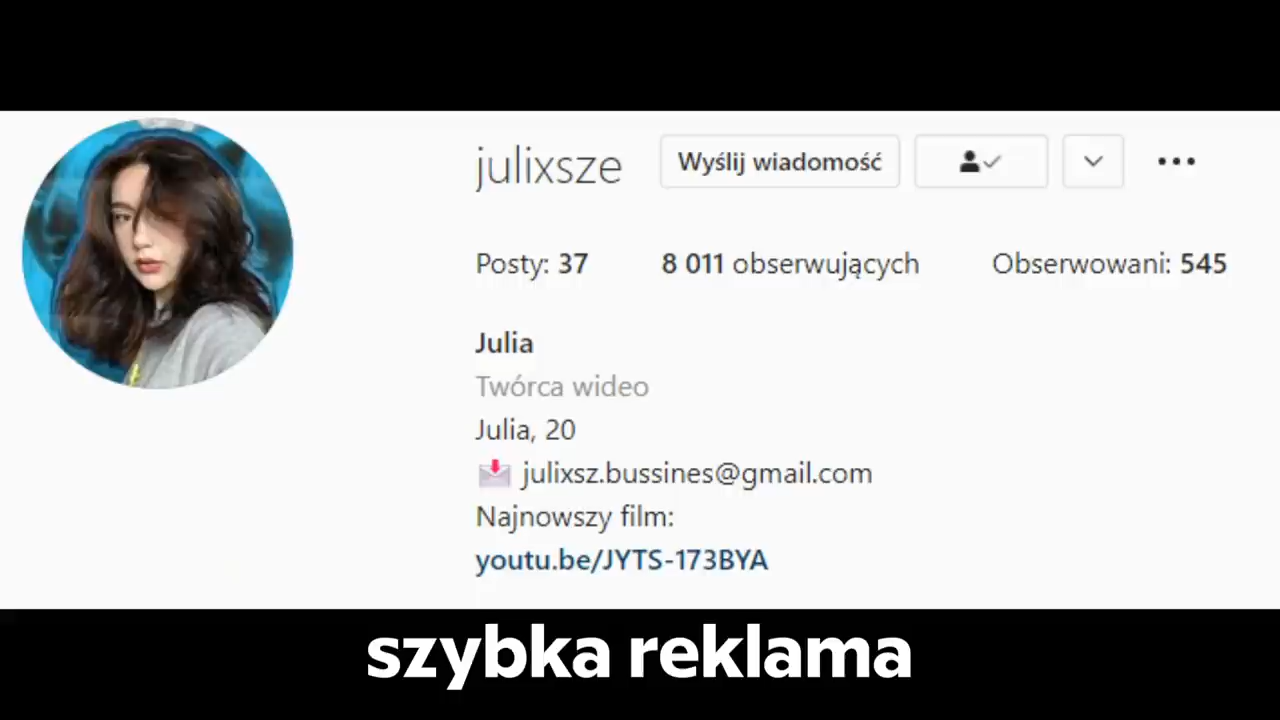 julixsze Wyślij wiadomość
Posty: 37 8 011 obserwujących Obserwowani: 545
Julia
Twórca wideo
Julia, 20
julixsz.bussines@gmail.com
Najnowszy film:
youtu.be/JYTS-173BYA
szybka reklama